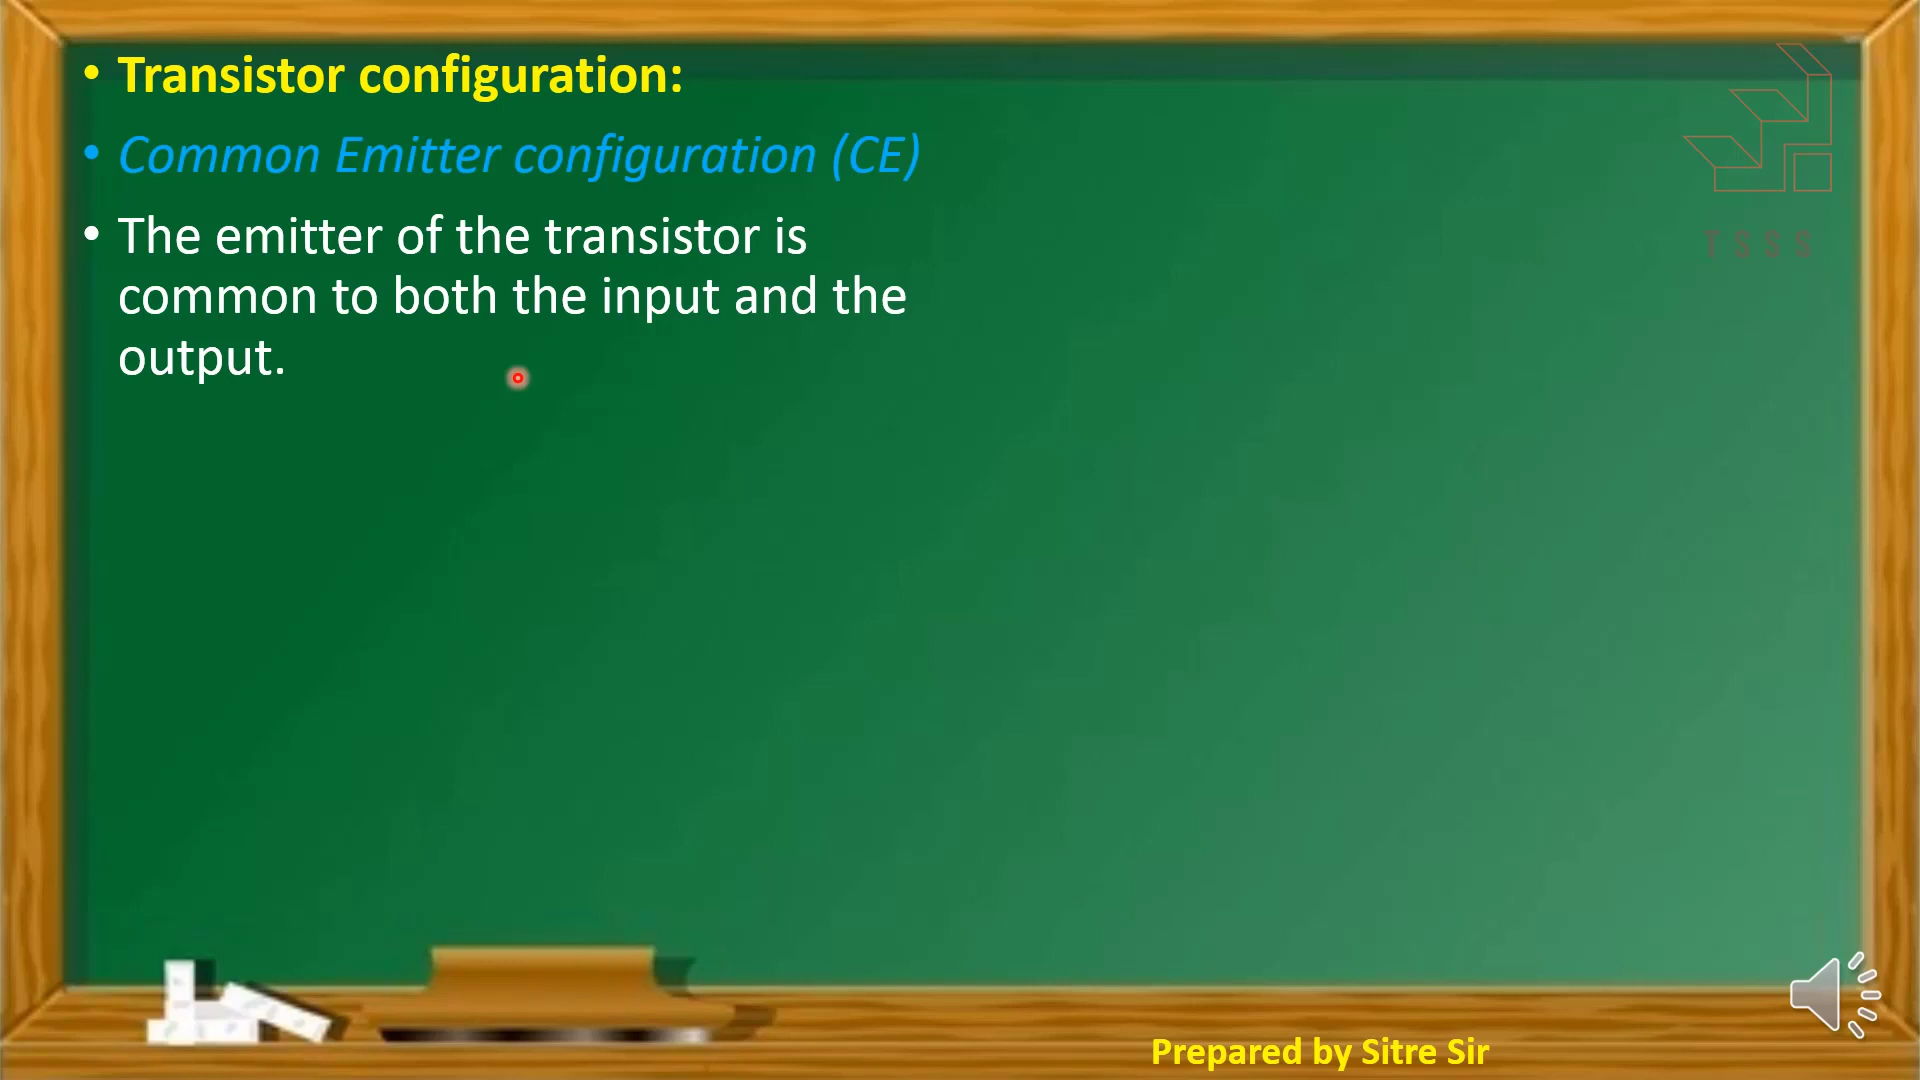 • Transistor configuration:
• Common Emitter configuration (CE)
• The emitter of the transistor is
common to both the input and the
output.
TSSS
Prepared by Sitre Sir